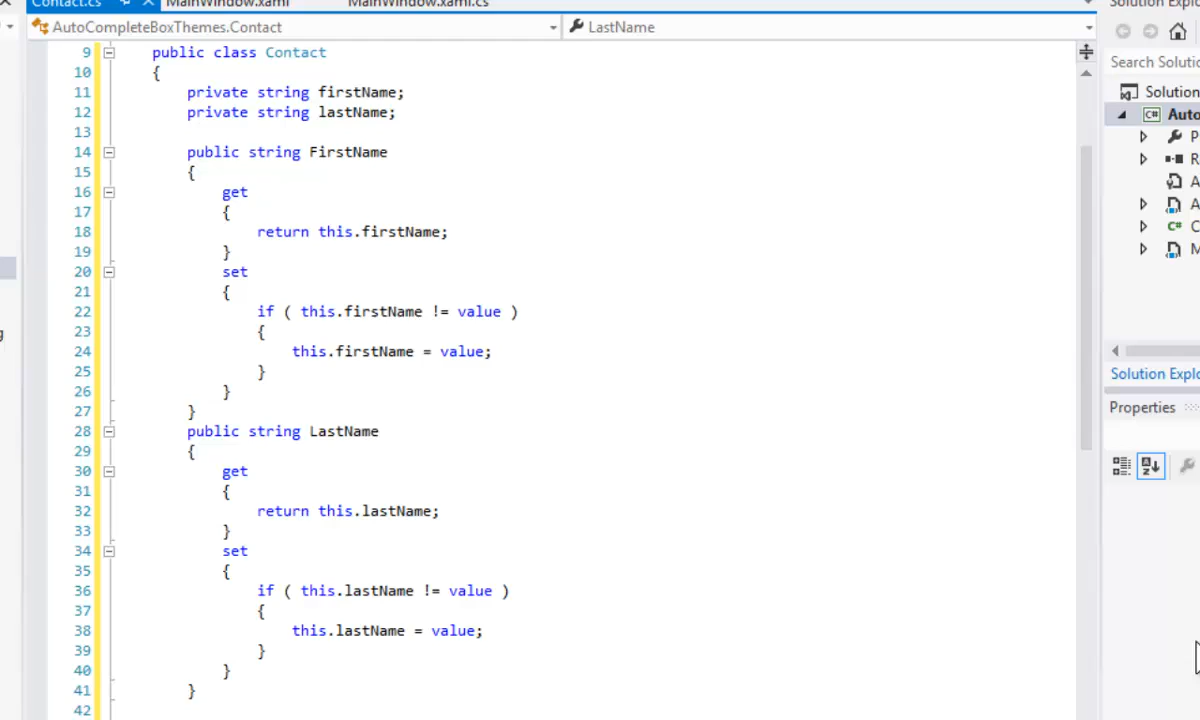 Contact.cs MainWindow.xaml MainWindow.xaml.cs Solution Explo
AutoCompleteBoxThemes.Contact LastName
9 public class Contact
10 {
11 private string firstName;
12 private string lastName;
13
14 public string FirstName
15 {
16 get
17 {
18 return this.firstName;
19 }
20 set
21 {
22 if ( this.firstName != value )
23 {
24 this.firstName = value;
25 }
26 }
27 }
28 public string LastName
29 {
30 get
31 {
32 return this.lastName;
33 }
34 set
35 {
36 if ( this.lastName != value )
37 {
38 this.lastName = value;
39 }
40 }
41 }
42
Search Solutio
Solution
C# Auto
P
R
A
A
C# C
M
Solution Explo
Properties